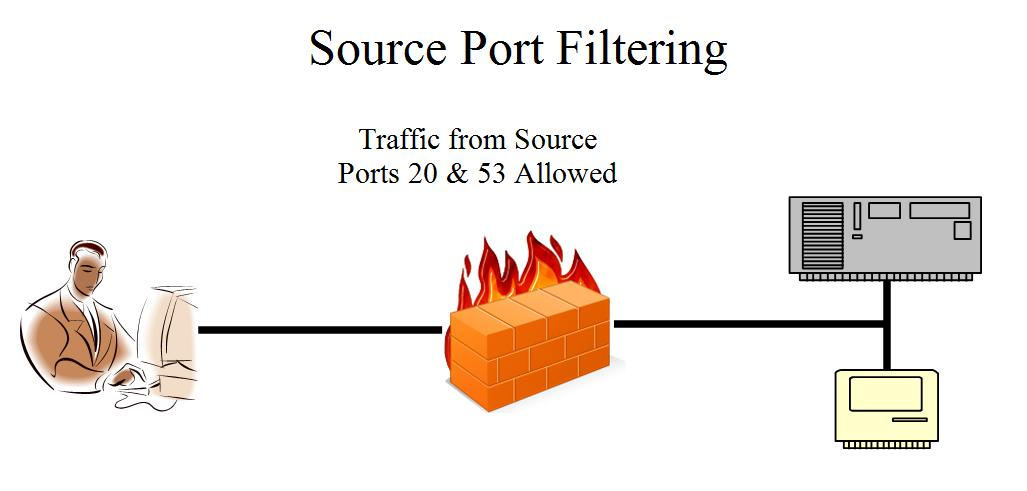 Source Port Filtering
Traffic from Source
Ports 20 & 53 Allowed